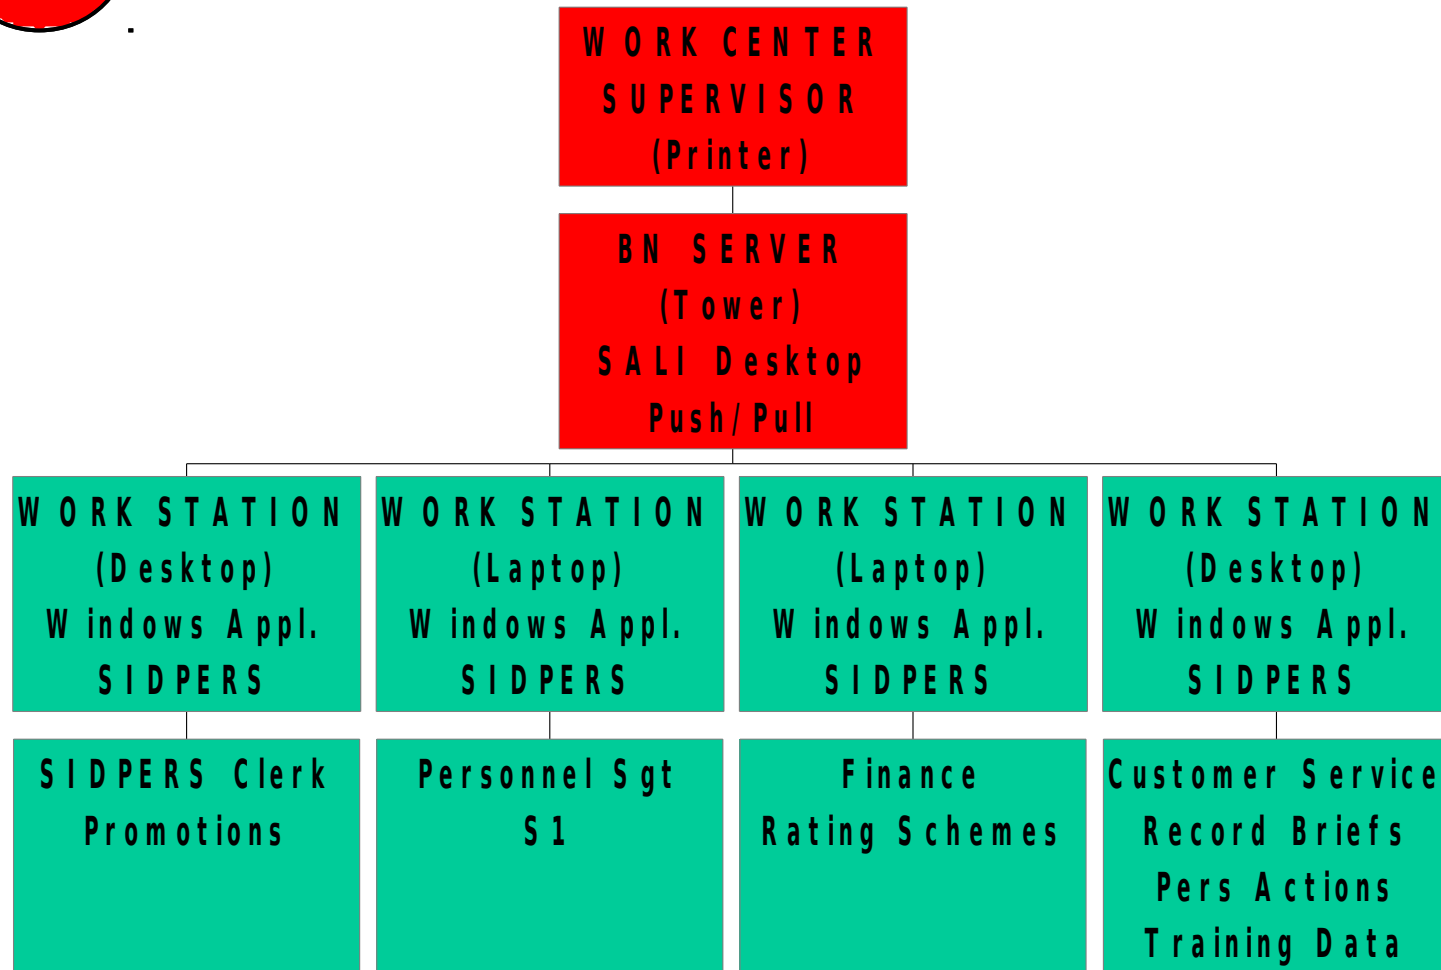 WORK CENTER
SUPERVISOR
(Printer)
BN SERVER
(Tower)
SALI Desktop
Push/Pull
WORK STATION
(Desktop)
Windows Appl.
SIDPERS
WORK STATION
(Laptop)
Windows Appl.
SIDPERS
WORK STATION
(Laptop)
Windows Appl.
SIDPERS
WORK STATION
(Desktop)
Windows Appl.
SIDPERS
SIDPERS Clerk
Promotions
Personnel Sgt
S1
Finance
Rating Schemes
Customer Service
Record Briefs
Pers Actions
Training Data